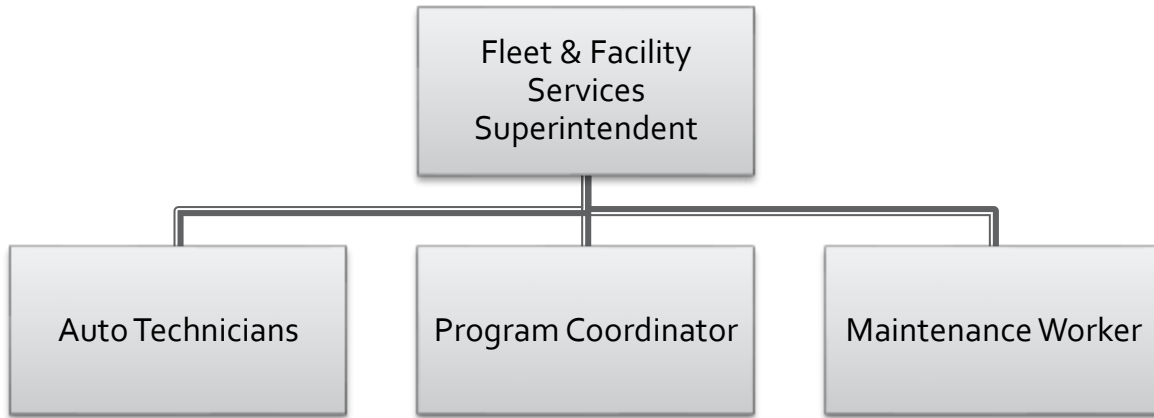 Fleet & Facility
Services
Superintendent
Auto Technicians
Program Coordinator
Maintenance Worker